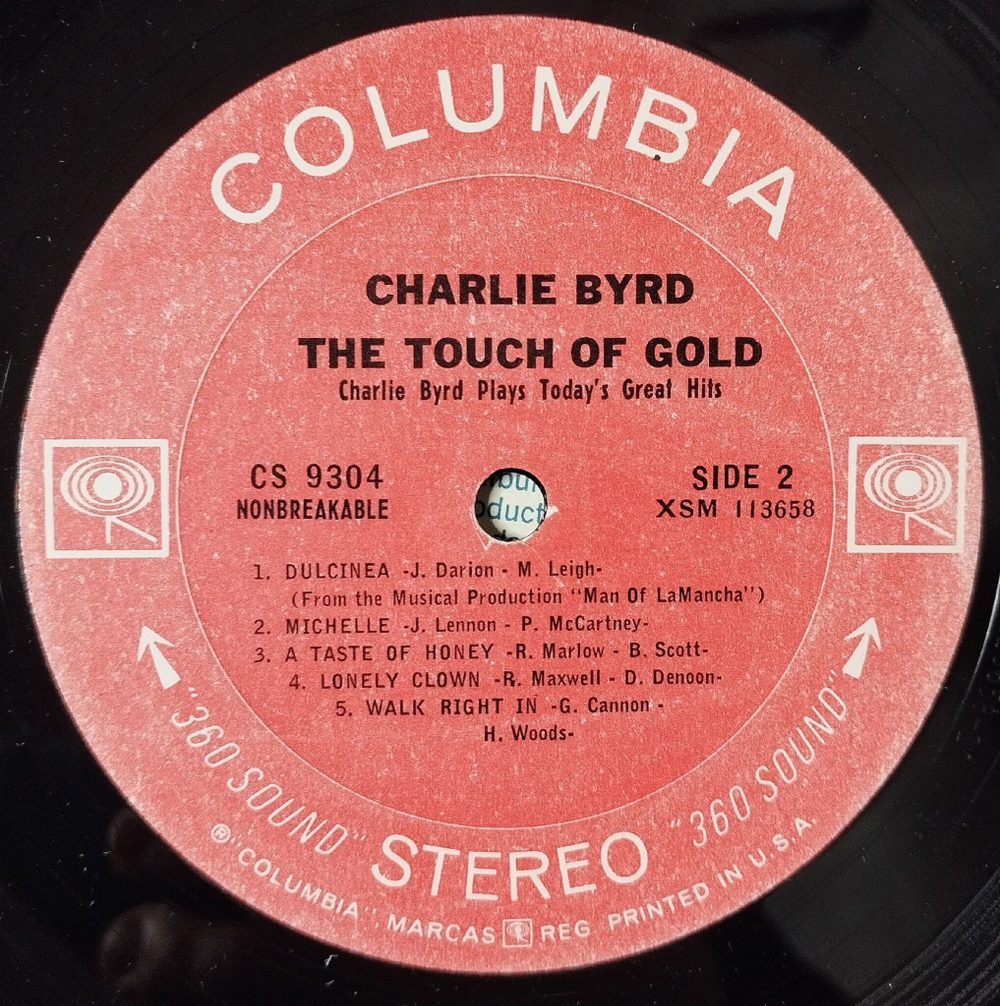 COLUMBIA
CHARLIE BYRD
THE TOUCH OF GOLD
Charlie Byrd Plays Today's Great Hits
CS 9304
NONBREAKABLE
SIDE 2
XSM 113658
1. DULCINEA -J. Darion - M. Leigh-
(From the Musical Production "Man Of LaMancha")
2. MICHELLE -J. Lennon - P. McCartney-
3. A TASTE OF HONEY -R. Marlow - B. Scott-
4. LONELY CLOWN -R. Maxwell - D. Denoon-
5. WALK RIGHT IN -G. Cannon -
H. Woods-
"360 SOUND" STEREO "360 SOUND"
® "COLUMBIA", MARCAS REG PRINTED IN U.S.A.